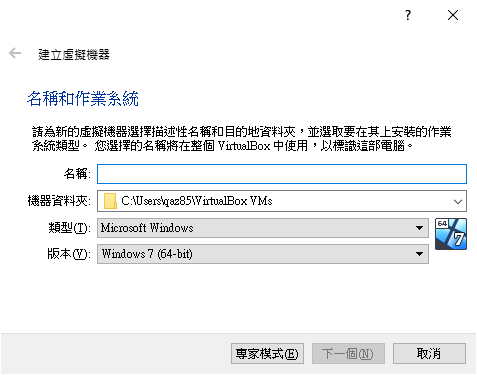 ?
建立虛擬機器
名稱和作業系統
請為新的虛擬機器選擇描述性名稱和目的地資料夾，並選取要在其上安裝的作業
系統類型。您選擇的名稱將在整個 VirtualBox 中使用，以標識這部電腦。
名稱:
機器資料夾: C:\Users\qaz85\VirtualBox VMs
類型(T): Microsoft Windows
64
7
版本(V): Windows 7 (64-bit)
專家模式(E) 下一個(N) 取消